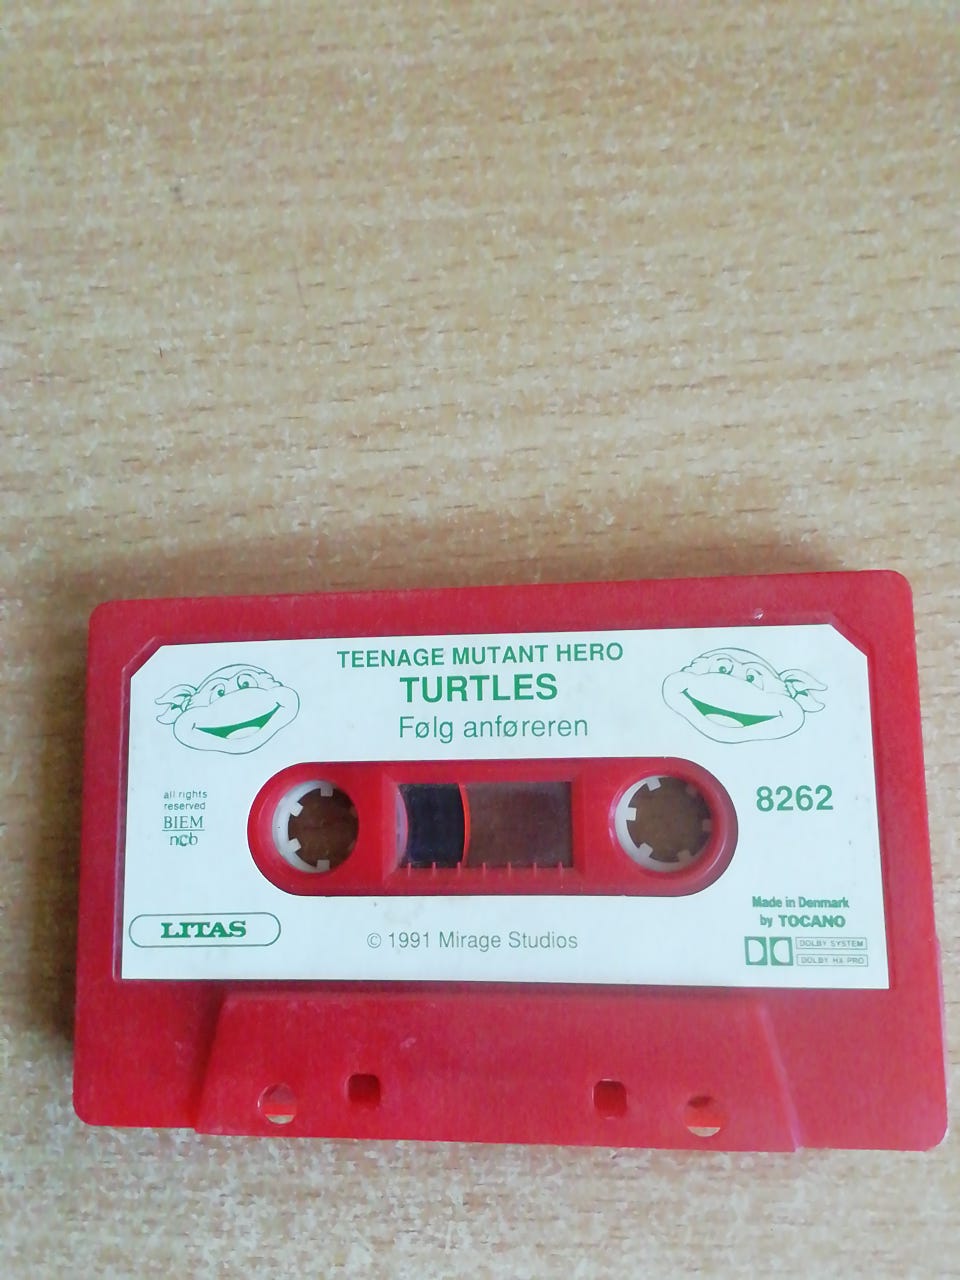 TEENAGE MUTANT HERO
TURTLES
Følg anføreren
all rights
reserved
BIEM
ncb
8262
LITAS
© 1991 Mirage Studios
Made in Denmark
by TOCANO
DOLBY SYSTEM
DOLBY HX PRO